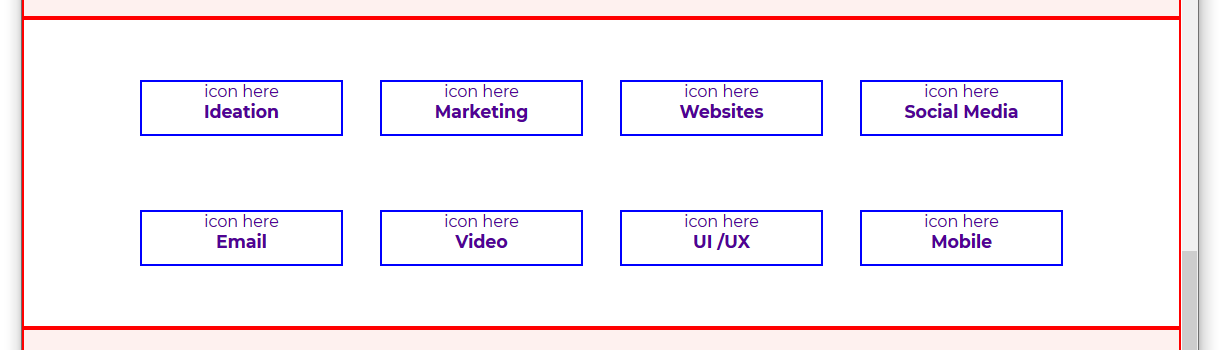 icon here icon here icon here icon here
Ideation Marketing Websites Social Media
icon here icon here icon here icon here
Email Video UI /UX Mobile